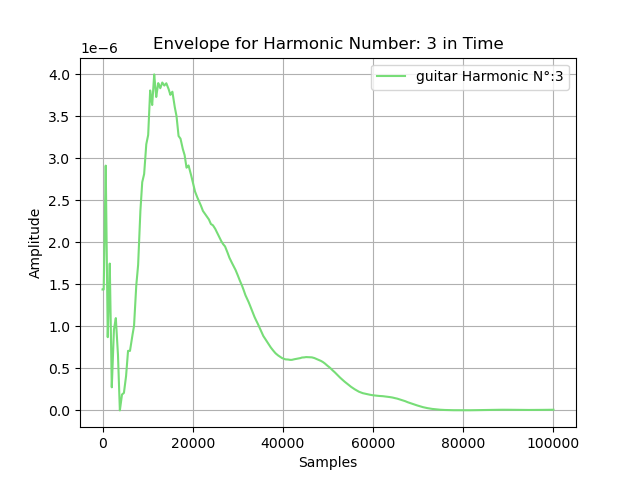 Envelope for Harmonic Number: 3 in Time
1e−6
guitar Harmonic N°:3
4.0
3.5
3.0
2.5
2.0
1.5
1.0
0.5
0.0
Amplitude
0 20000 40000 60000 80000 100000
Samples